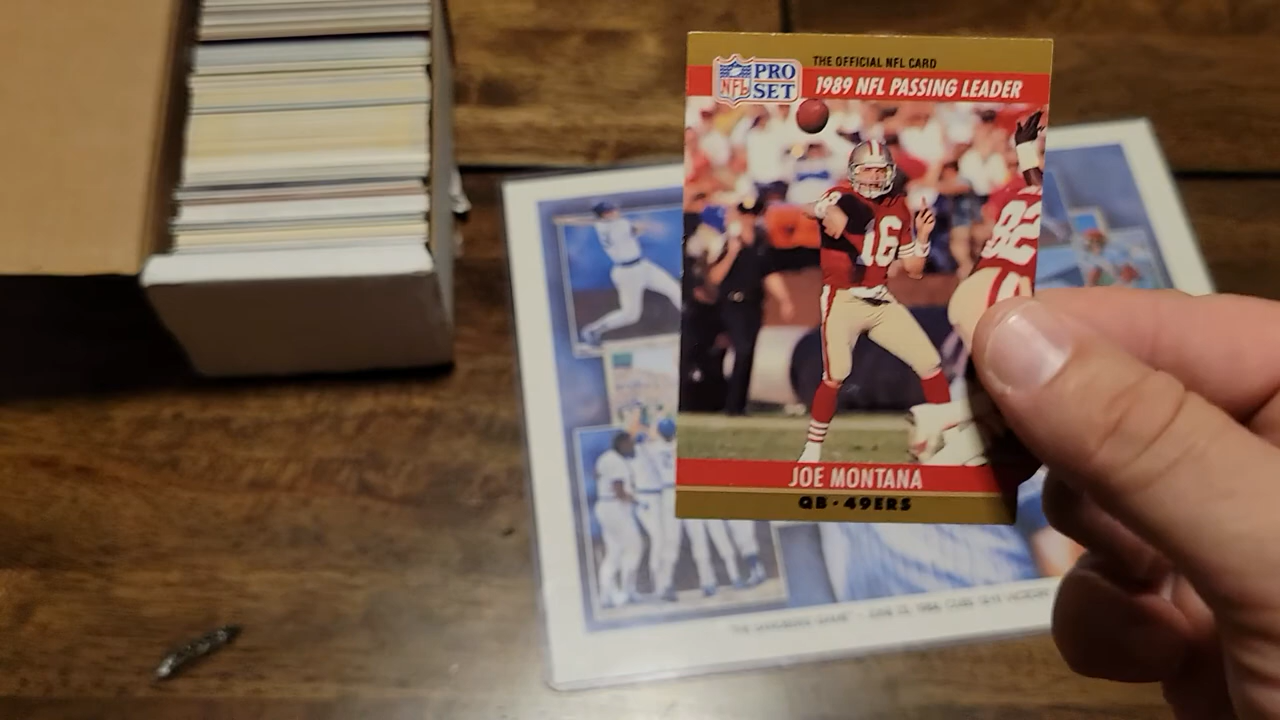 THE OFFICIAL NFL CARD
NFL PRO SET
1989 NFL PASSING LEADER
16
82
JOE MONTANA
QB • 49ERS